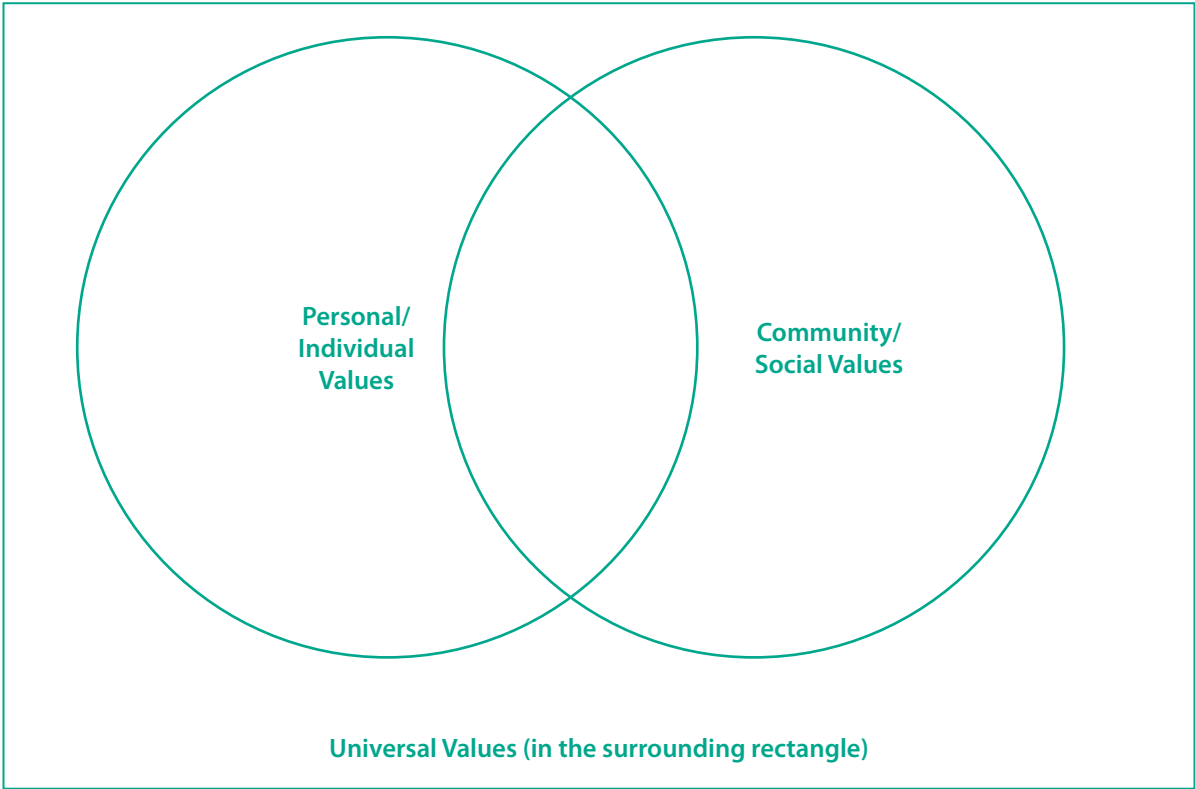 Personal/
Individual
Values
Community/
Social Values
Universal Values (in the surrounding rectangle)